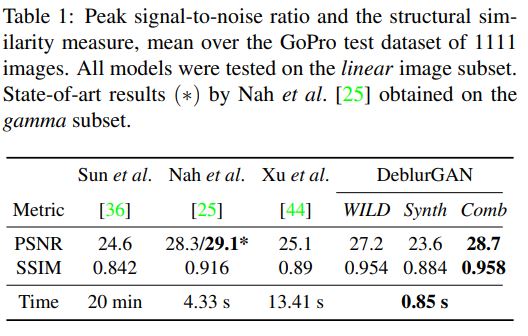 Table 1: Peak signal-to-noise ratio and the structural sim-
ilarity measure, mean over the GoPro test dataset of 1111
images. All models were tested on the linear image subset.
State-of-art results (∗) by Nah et al. [25] obtained on the
gamma subset.
Sun et al. Nah et al. Xu et al. DeblurGAN
Metric [36] [25] [44] WILD Synth Comb
PSNR 24.6 28.3/29.1* 25.1 27.2 23.6 28.7
SSIM 0.842 0.916 0.89 0.954 0.884 0.958
Time 20 min 4.33 s 13.41 s 0.85 s